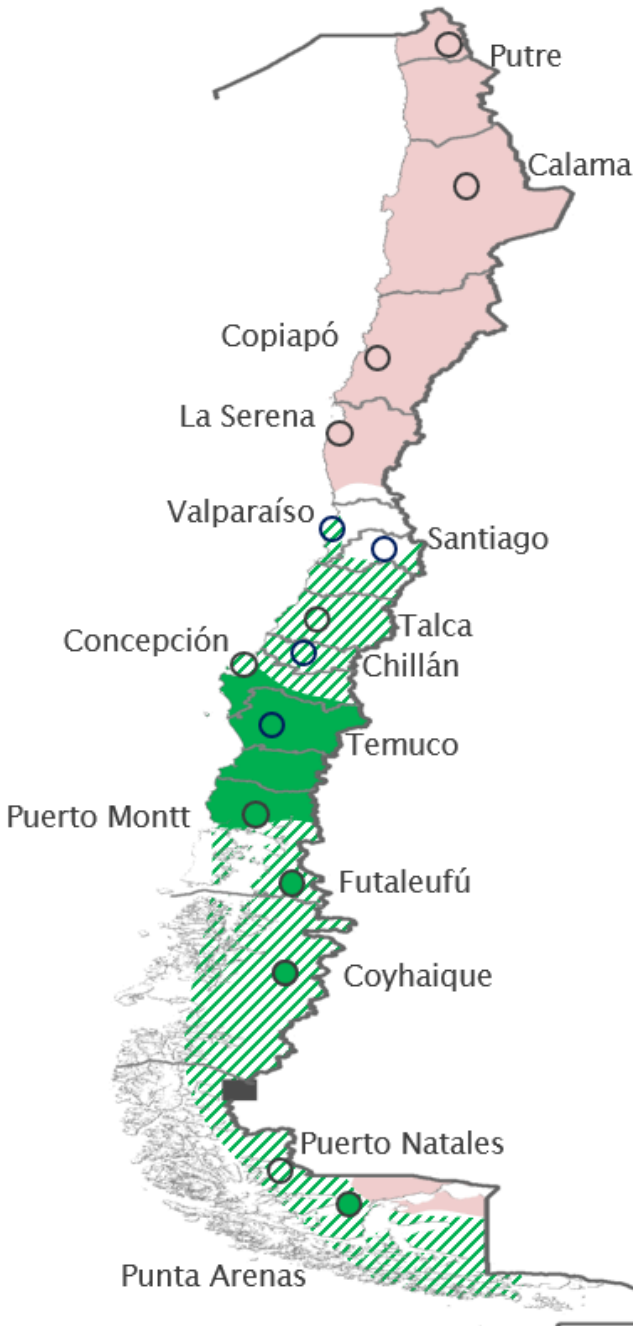 Putre
Calama
Copiapó
La Serena
Valparaíso
Santiago
Talca
Concepción
Chillán
Temuco
Puerto Montt
Futaleufú
Coyhaique
Puerto Natales
Punta Arenas